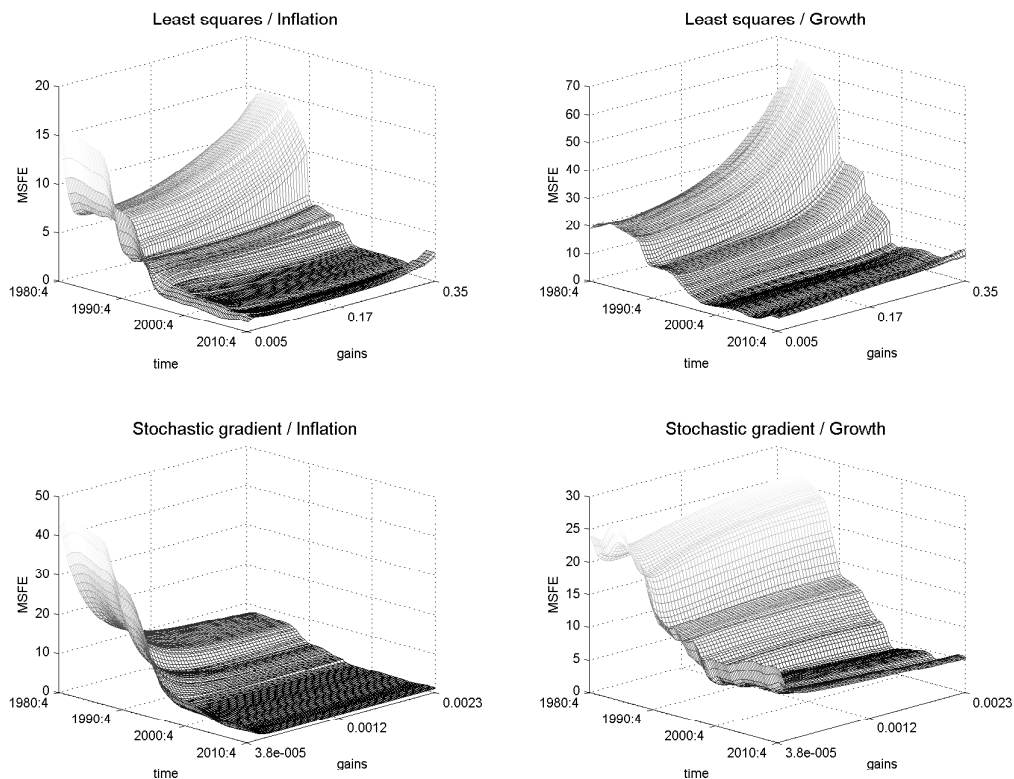 Least squares / Inflation
20
15
10
5
0
MSFE
1980:4
1990:4
2000:4
2010:4
time
0.005
0.17
0.35
gains
Least squares / Growth
70
60
50
40
30
20
10
0
MSFE
1980:4
1990:4
2000:4
2010:4
time
0.005
0.17
0.35
gains
Stochastic gradient / Inflation
50
40
30
20
10
0
MSFE
1980:4
1990:4
2000:4
2010:4
time
3.8e-005
0.0012
0.0023
gains
Stochastic gradient / Growth
30
25
20
15
10
5
0
MSFE
1980:4
1990:4
2000:4
2010:4
time
3.8e-005
0.0012
0.0023
gains